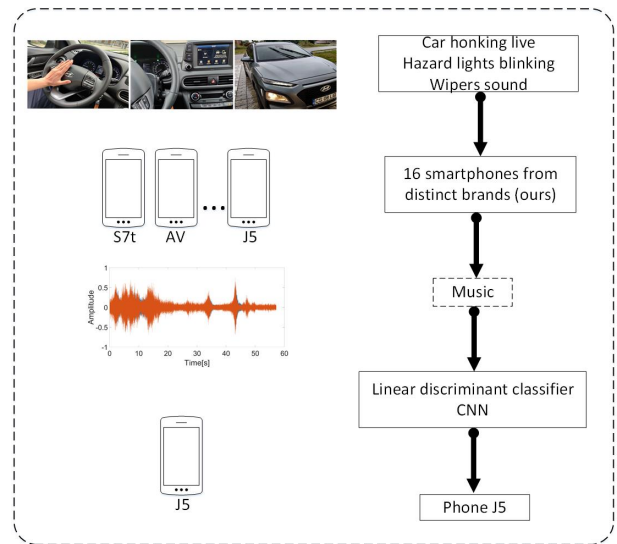 Car honking live
Hazard lights blinking
Wipers sound
16 smartphones from
distinct brands (ours)
S7t AV ... J5
1
0.5
0
-0.5
-1
Amplitude
0 10 20 30 40 50 60
Time[s]
Music
Linear discriminant classifier
CNN
J5
Phone J5